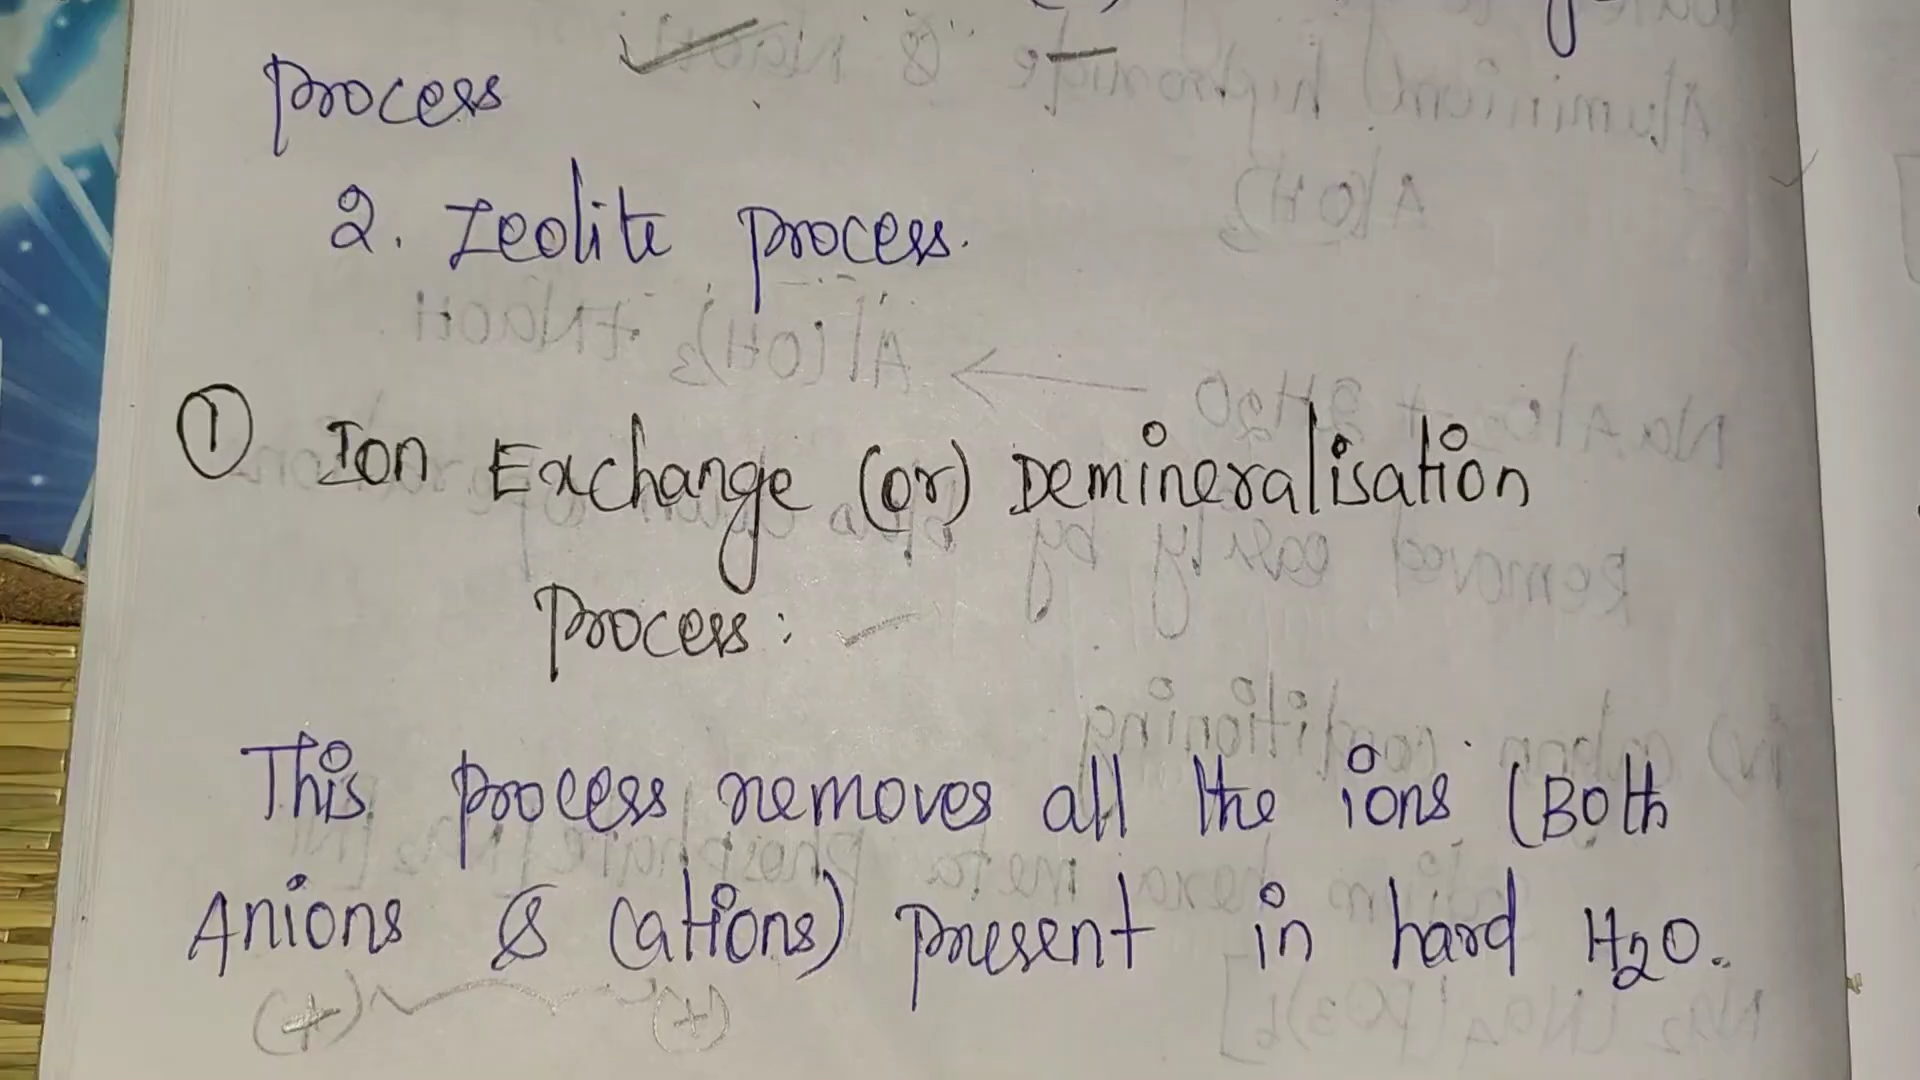 process
2. Zeolite process.
① Ion Exchange (or) Demineralisation
Process:
This process removes all the ions (Both
Anions & Cations) present in hard H2O.
(+) (+)